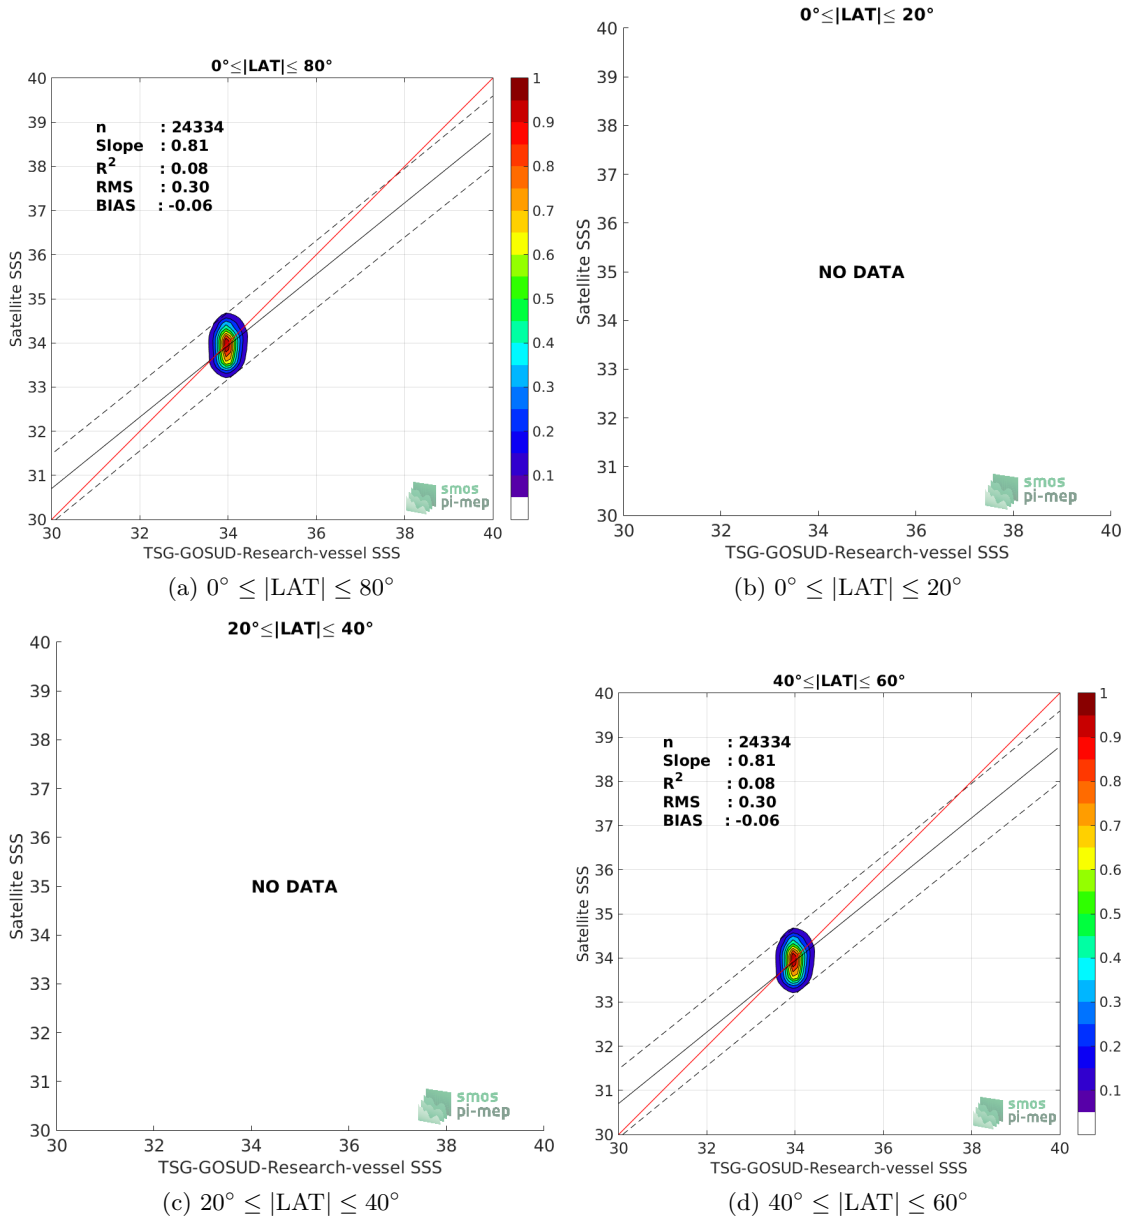 0°≤|LAT|≤ 80°
40
39
38
37
36
35
34
33
32
31
30
Satellite SSS
n : 24334
Slope : 0.81
R² : 0.08
RMS : 0.30
BIAS : -0.06
smos
pi-mep
30 32 34 36 38 40
TSG-GOSUD-Research-vessel SSS
1
0.9
0.8
0.7
0.6
0.5
0.4
0.3
0.2
0.1
(a) 0° ≤ |LAT| ≤ 80°
0°≤|LAT|≤ 20°
40
39
38
37
36
35
34
33
32
31
30
Satellite SSS
NO DATA
smos
pi-mep
30 32 34 36 38 40
TSG-GOSUD-Research-vessel SSS
(b) 0° ≤ |LAT| ≤ 20°
20°≤|LAT|≤ 40°
40
39
38
37
36
35
34
33
32
31
30
Satellite SSS
NO DATA
smos
pi-mep
30 32 34 36 38 40
TSG-GOSUD-Research-vessel SSS
(c) 20° ≤ |LAT| ≤ 40°
40°≤|LAT|≤ 60°
40
39
38
37
36
35
34
33
32
31
30
Satellite SSS
n : 24334
Slope : 0.81
R² : 0.08
RMS : 0.30
BIAS : -0.06
smos
pi-mep
30 32 34 36 38 40
TSG-GOSUD-Research-vessel SSS
1
0.9
0.8
0.7
0.6
0.5
0.4
0.3
0.2
0.1
(d) 40° ≤ |LAT| ≤ 60°